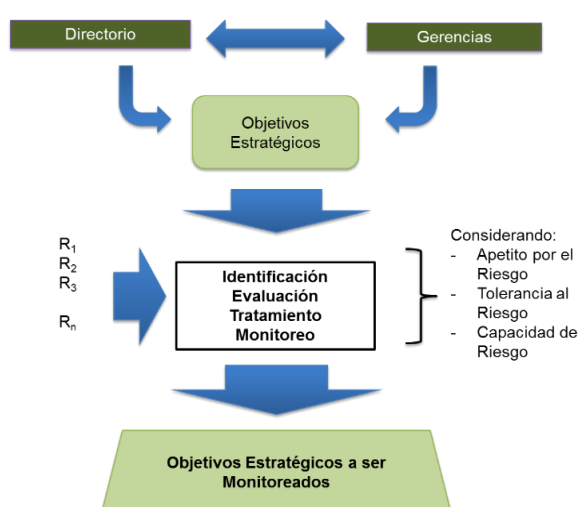 Directorio
Gerencias
Objetivos
Estratégicos
R1
R2
R3
Rn
Identificación
Evaluación
Tratamiento
Monitoreo
Considerando:
- Apetito por el
Riesgo
- Tolerancia al
Riesgo
- Capacidad de
Riesgo
Objetivos Estratégicos a ser
Monitoreados